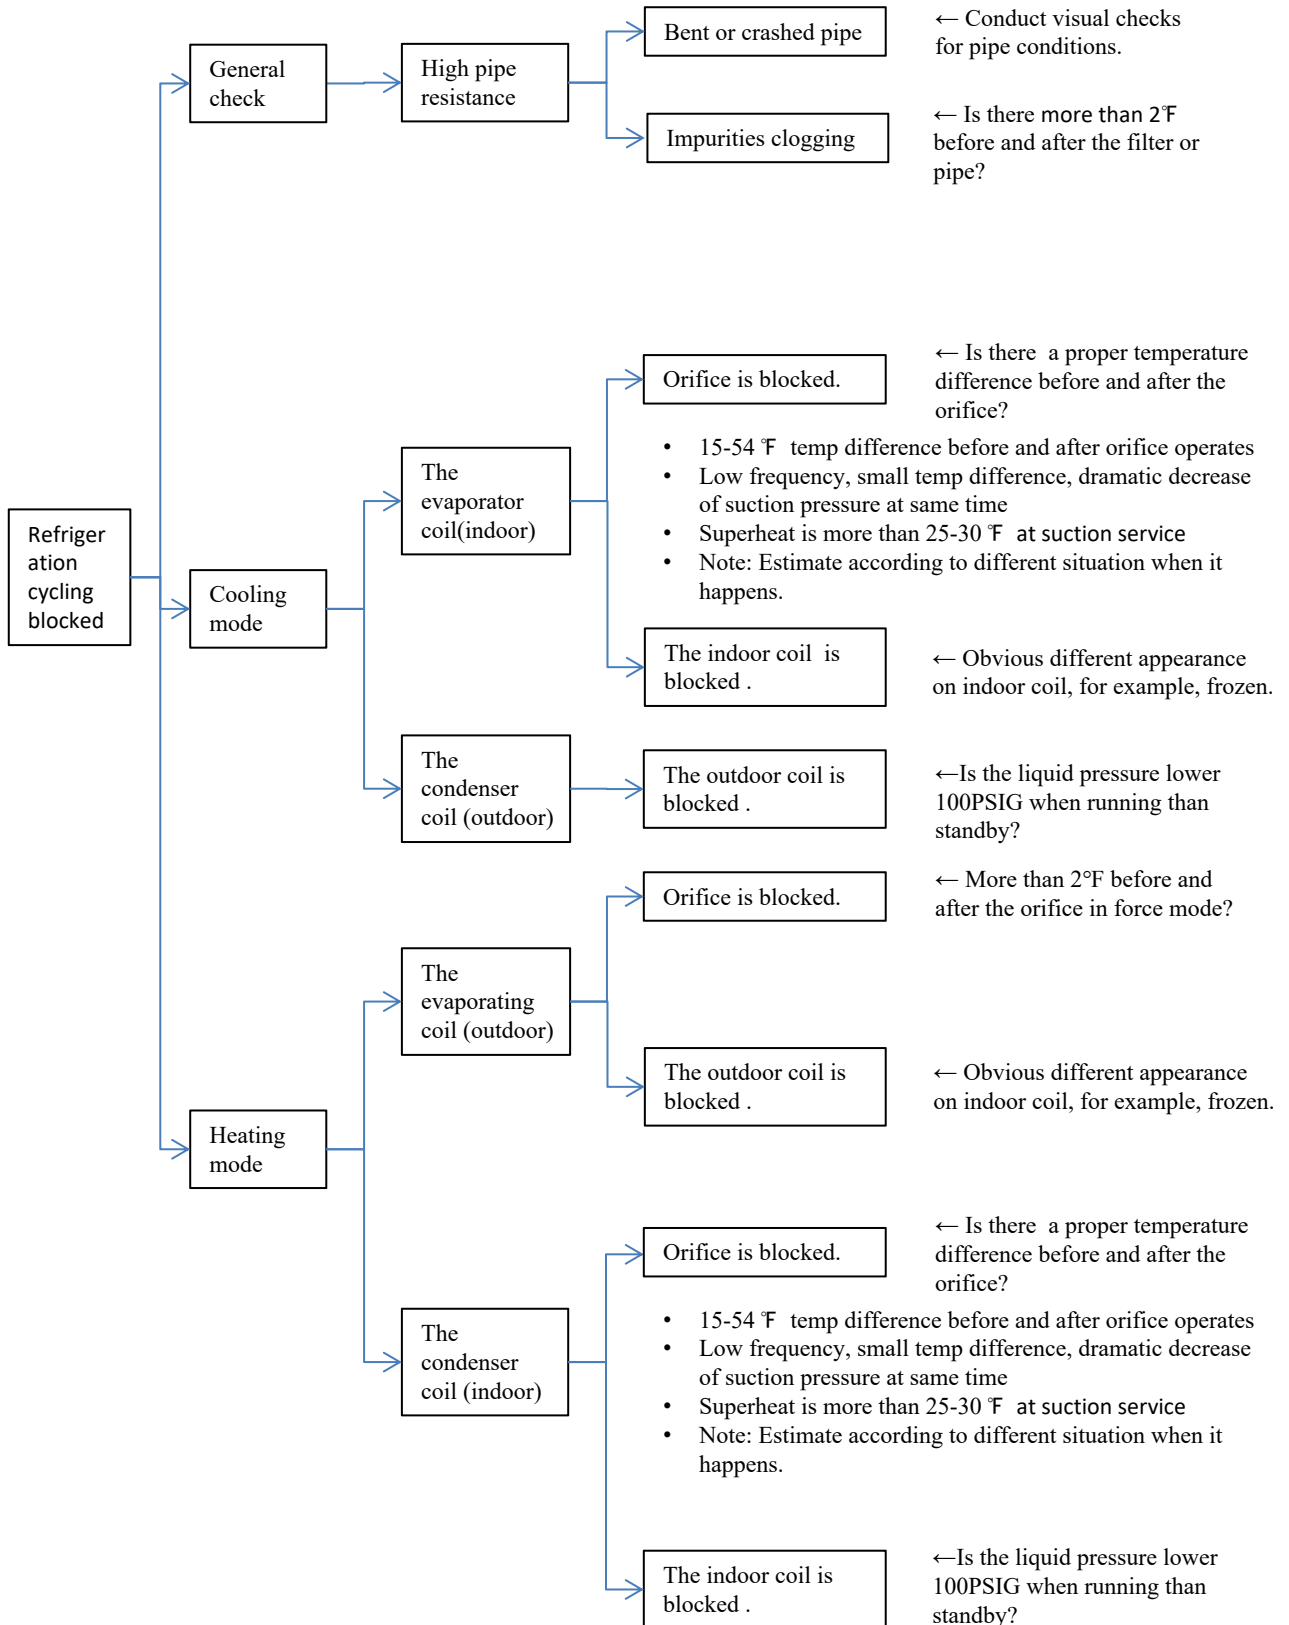 Bent or crashed pipe
← Conduct visual checks
for pipe conditions.
General
check
High pipe
resistance
Impurities clogging
← Is there more than 2℉
before and after the filter or
pipe?
Orifice is blocked.
← Is there  a proper temperature
difference before and after the
orifice?
• 15-54 ℉  temp difference before and after orifice operates
• Low frequency, small temp difference, dramatic decrease
of suction pressure at same time
• Superheat is more than 25-30 ℉  at suction service
• Note: Estimate according to different situation when it
happens.
The
evaporator
coil(indoor)
Refriger
ation
cycling
blocked
Cooling
mode
The indoor coil  is
blocked .
← Obvious different appearance
on indoor coil, for example, frozen.
The
condenser
coil (outdoor)
The outdoor coil is
blocked .
←Is the liquid pressure lower
100PSIG when running than
standby?
Orifice is blocked.
← More than 2°F before and
after the orifice in force mode?
The
evaporating
coil (outdoor)
The outdoor coil is
blocked .
← Obvious different appearance
on indoor coil, for example, frozen.
Heating
mode
Orifice is blocked.
← Is there  a proper temperature
difference before and after the
orifice?
• 15-54 ℉  temp difference before and after orifice operates
• Low frequency, small temp difference, dramatic decrease
of suction pressure at same time
• Superheat is more than 25-30 ℉  at suction service
• Note: Estimate according to different situation when it
happens.
The
condenser
coil (indoor)
The indoor coil is
blocked .
←Is the liquid pressure lower
100PSIG when running than
standby?